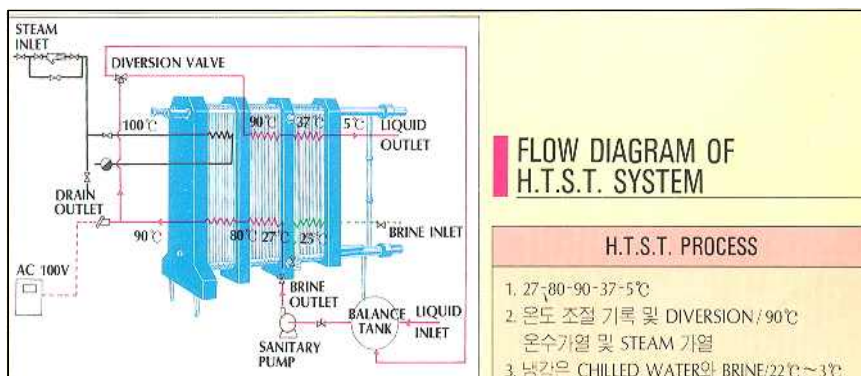 STEAM
INLET
DIVERSION VALVE
100℃
90℃
37℃
5℃
LIQUID
OUTLET
DRAIN
OUTLET
90℃
80℃
27℃
25℃
BRINE INLET
AC 100V
BRINE
OUTLET
SANITARY
PUMP
BALANCE
TANK
LIQUID
INLET
FLOW DIAGRAM OF
H.T.S.T. SYSTEM
H.T.S.T. PROCESS
1. 27-80-90-37-5℃
2. 온도 조절 기록 및 DIVERSION/90℃
온수가열 및 STEAM 가열
3. 냉각은 CHILLED WATER와 BRINE/22℃~3℃